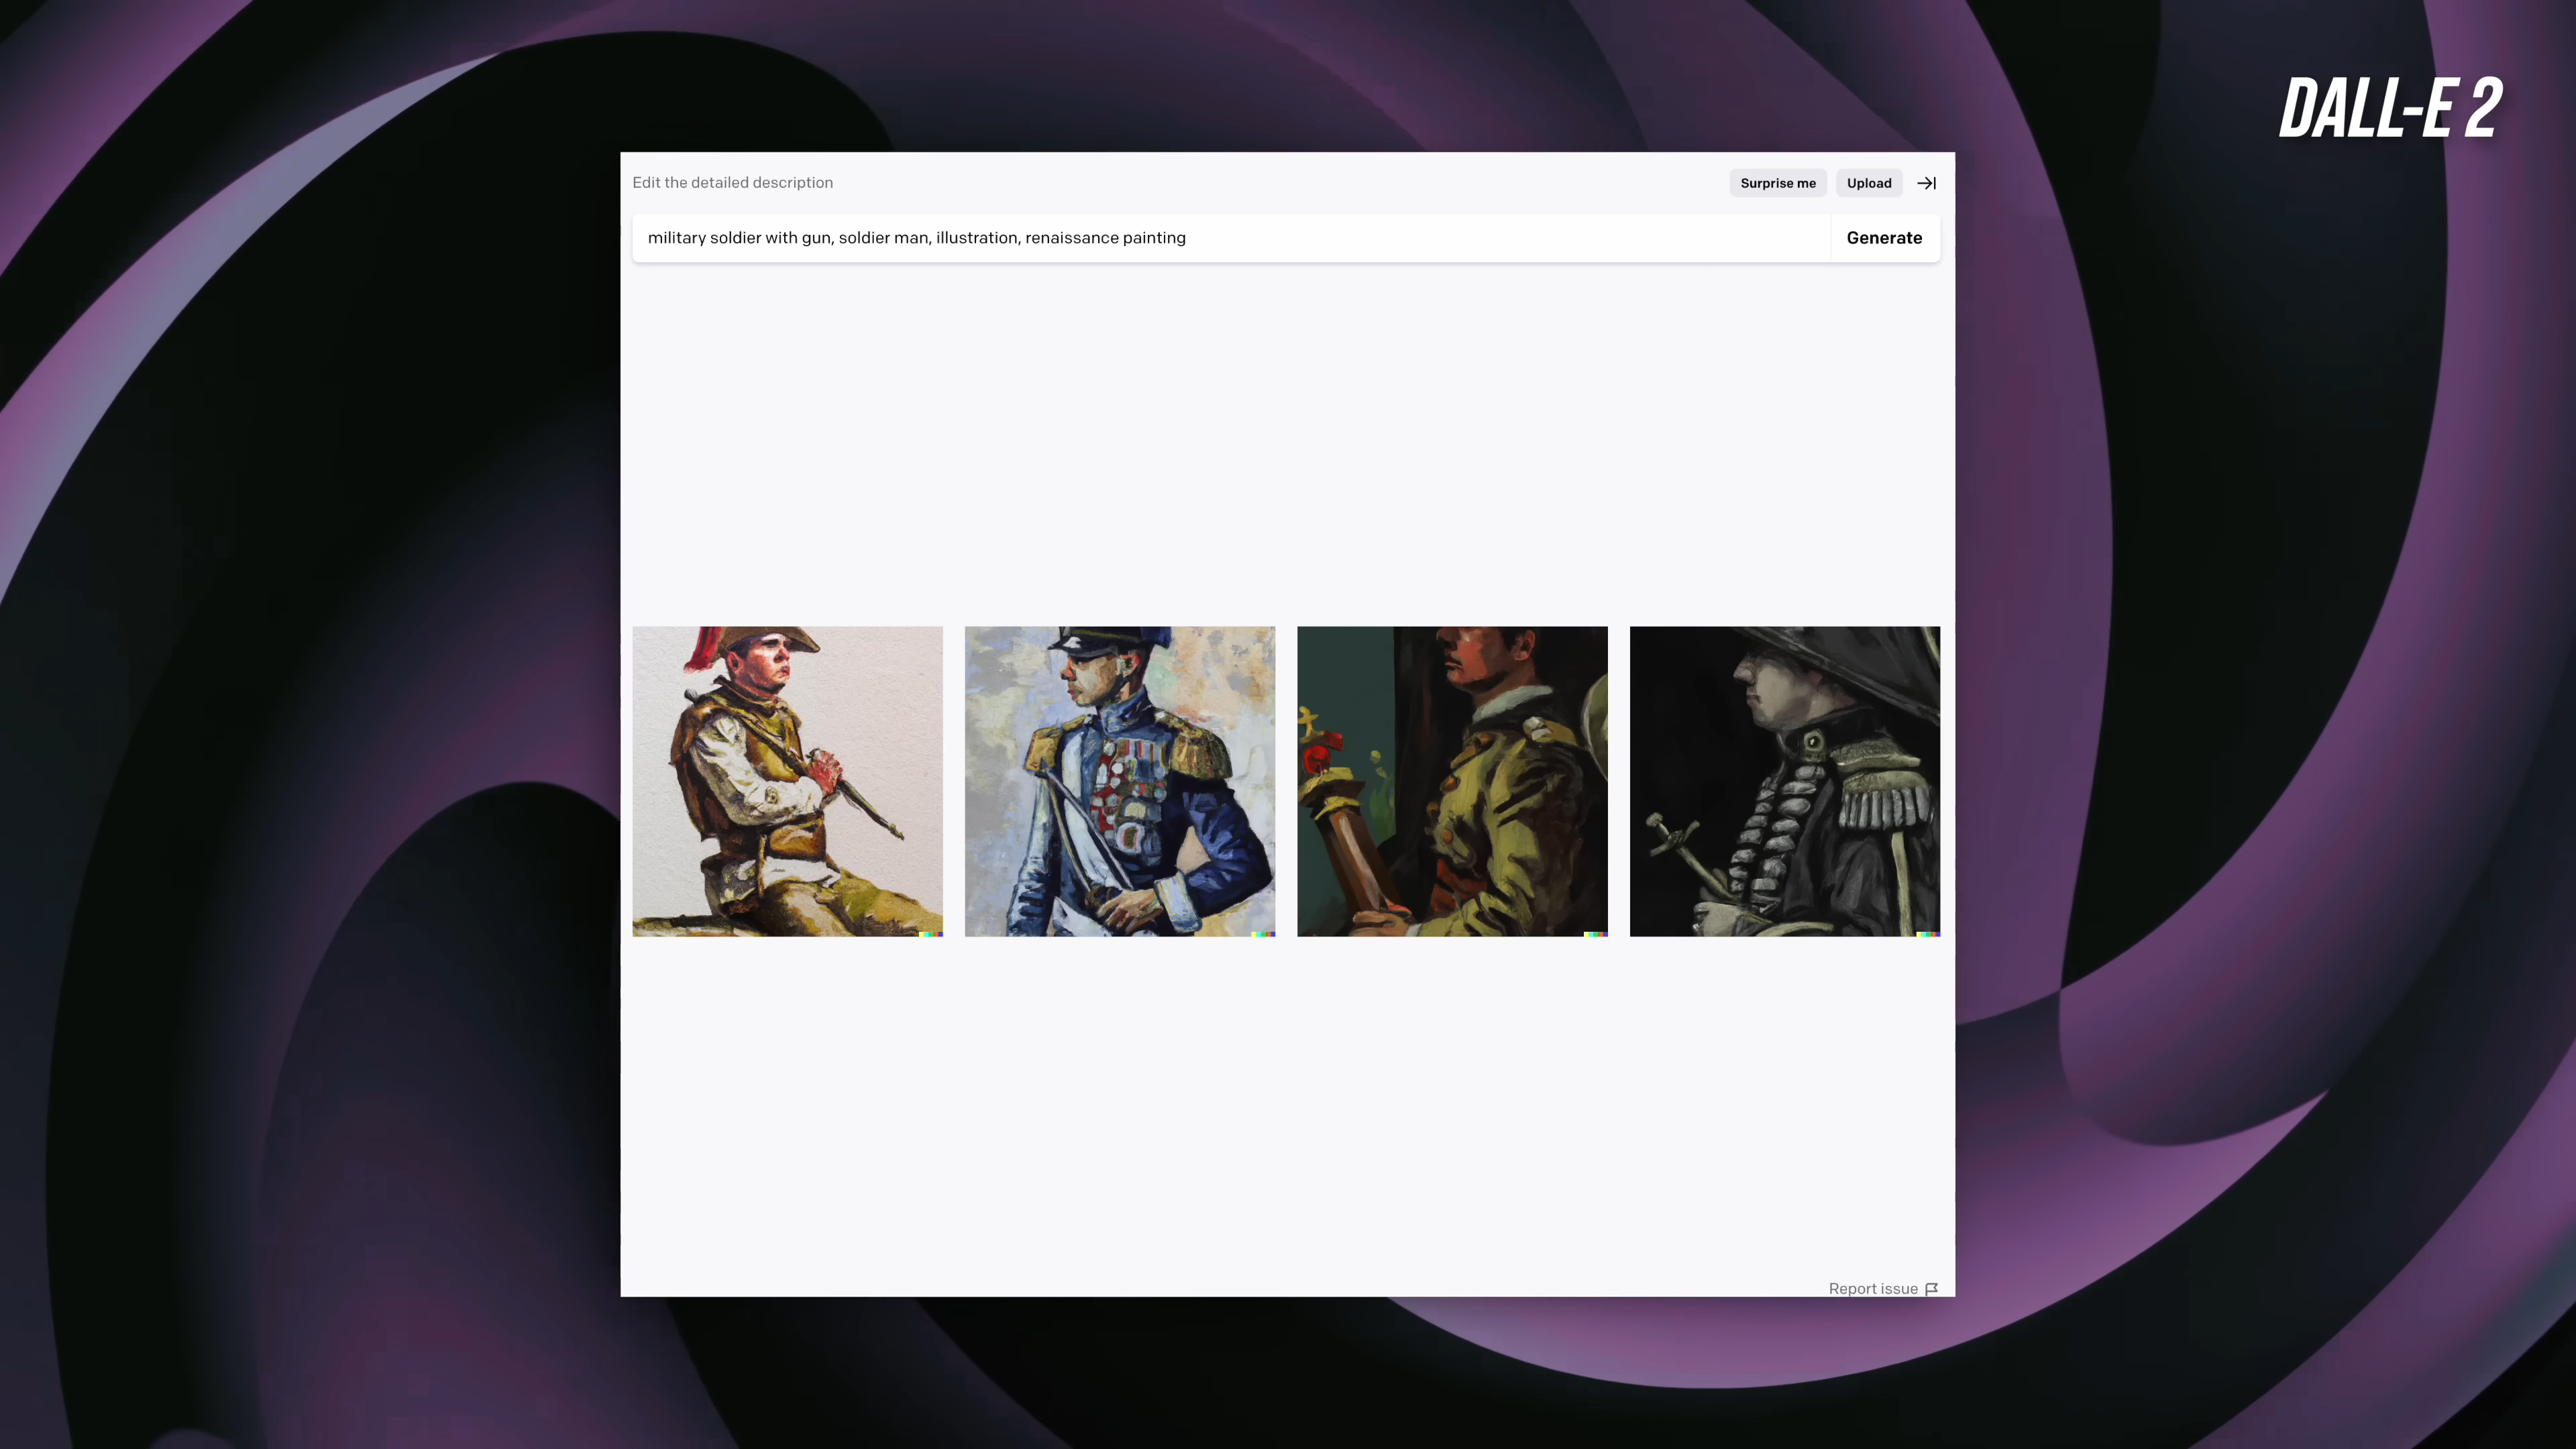 DALL-E 2
Edit the detailed description
Surprise me
Upload
military soldier with gun, soldier man, illustration, renaissance painting
Generate
Report issue